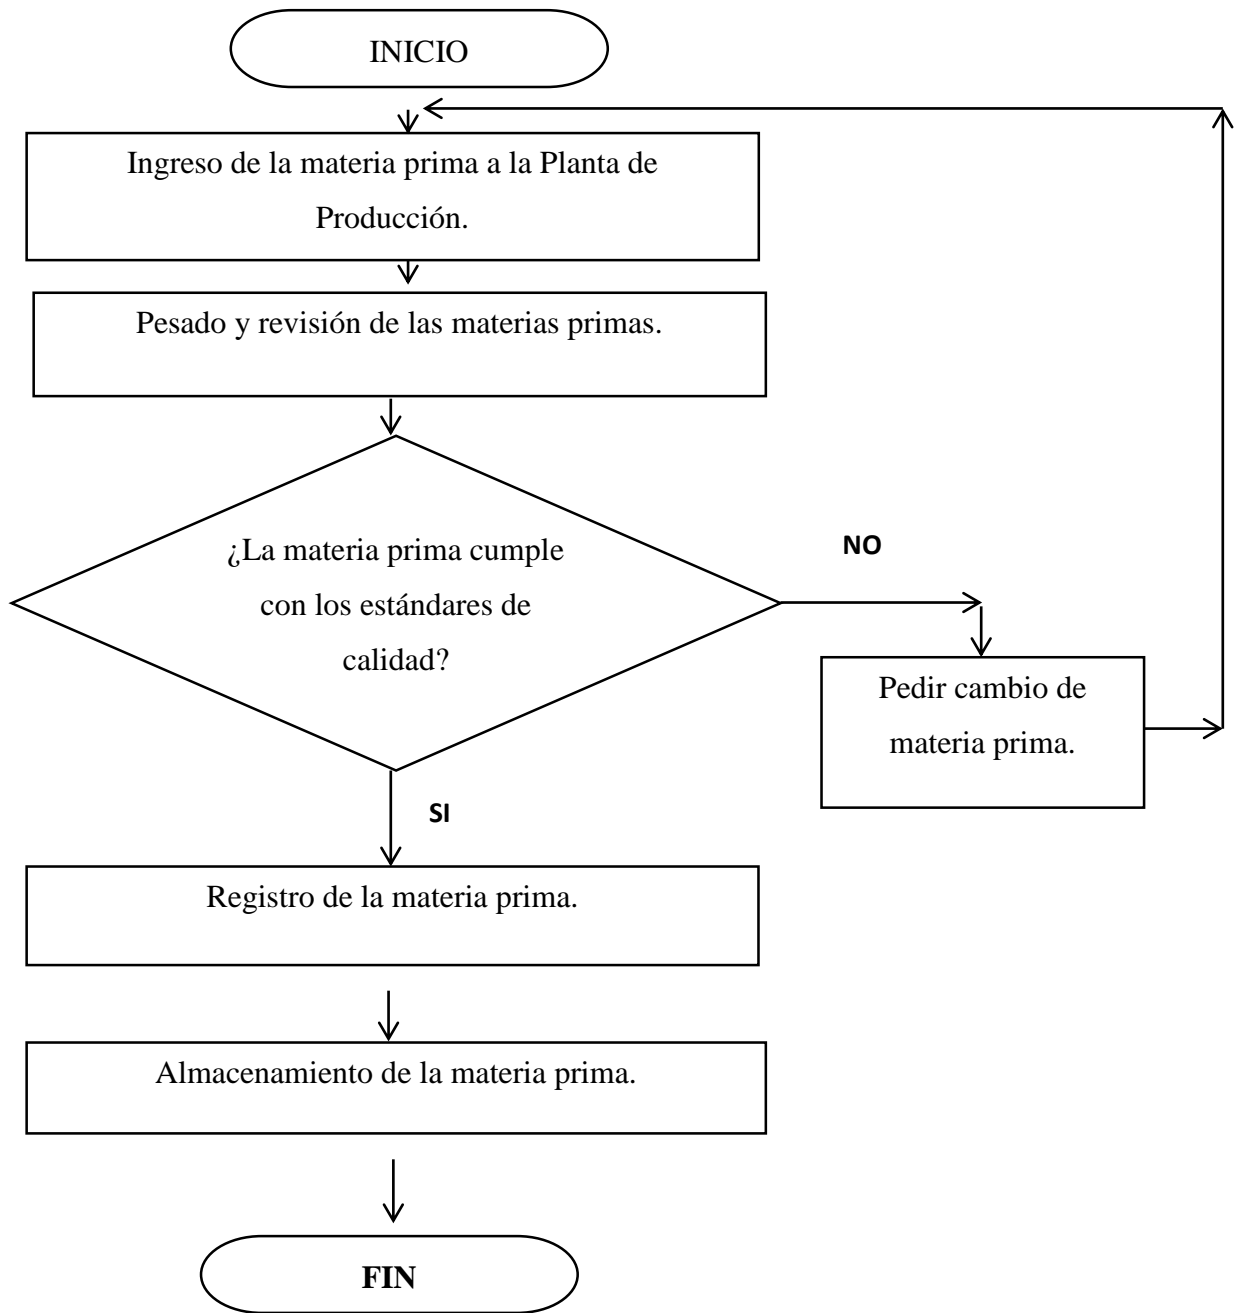 INICIO
Ingreso de la materia prima a la Planta de
Producción.
Pesado y revisión de las materias primas.
¿La materia prima cumple
con los estándares de
calidad?
NO
Pedir cambio de
materia prima.
SI
Registro de la materia prima.
Almacenamiento de la materia prima.
FIN